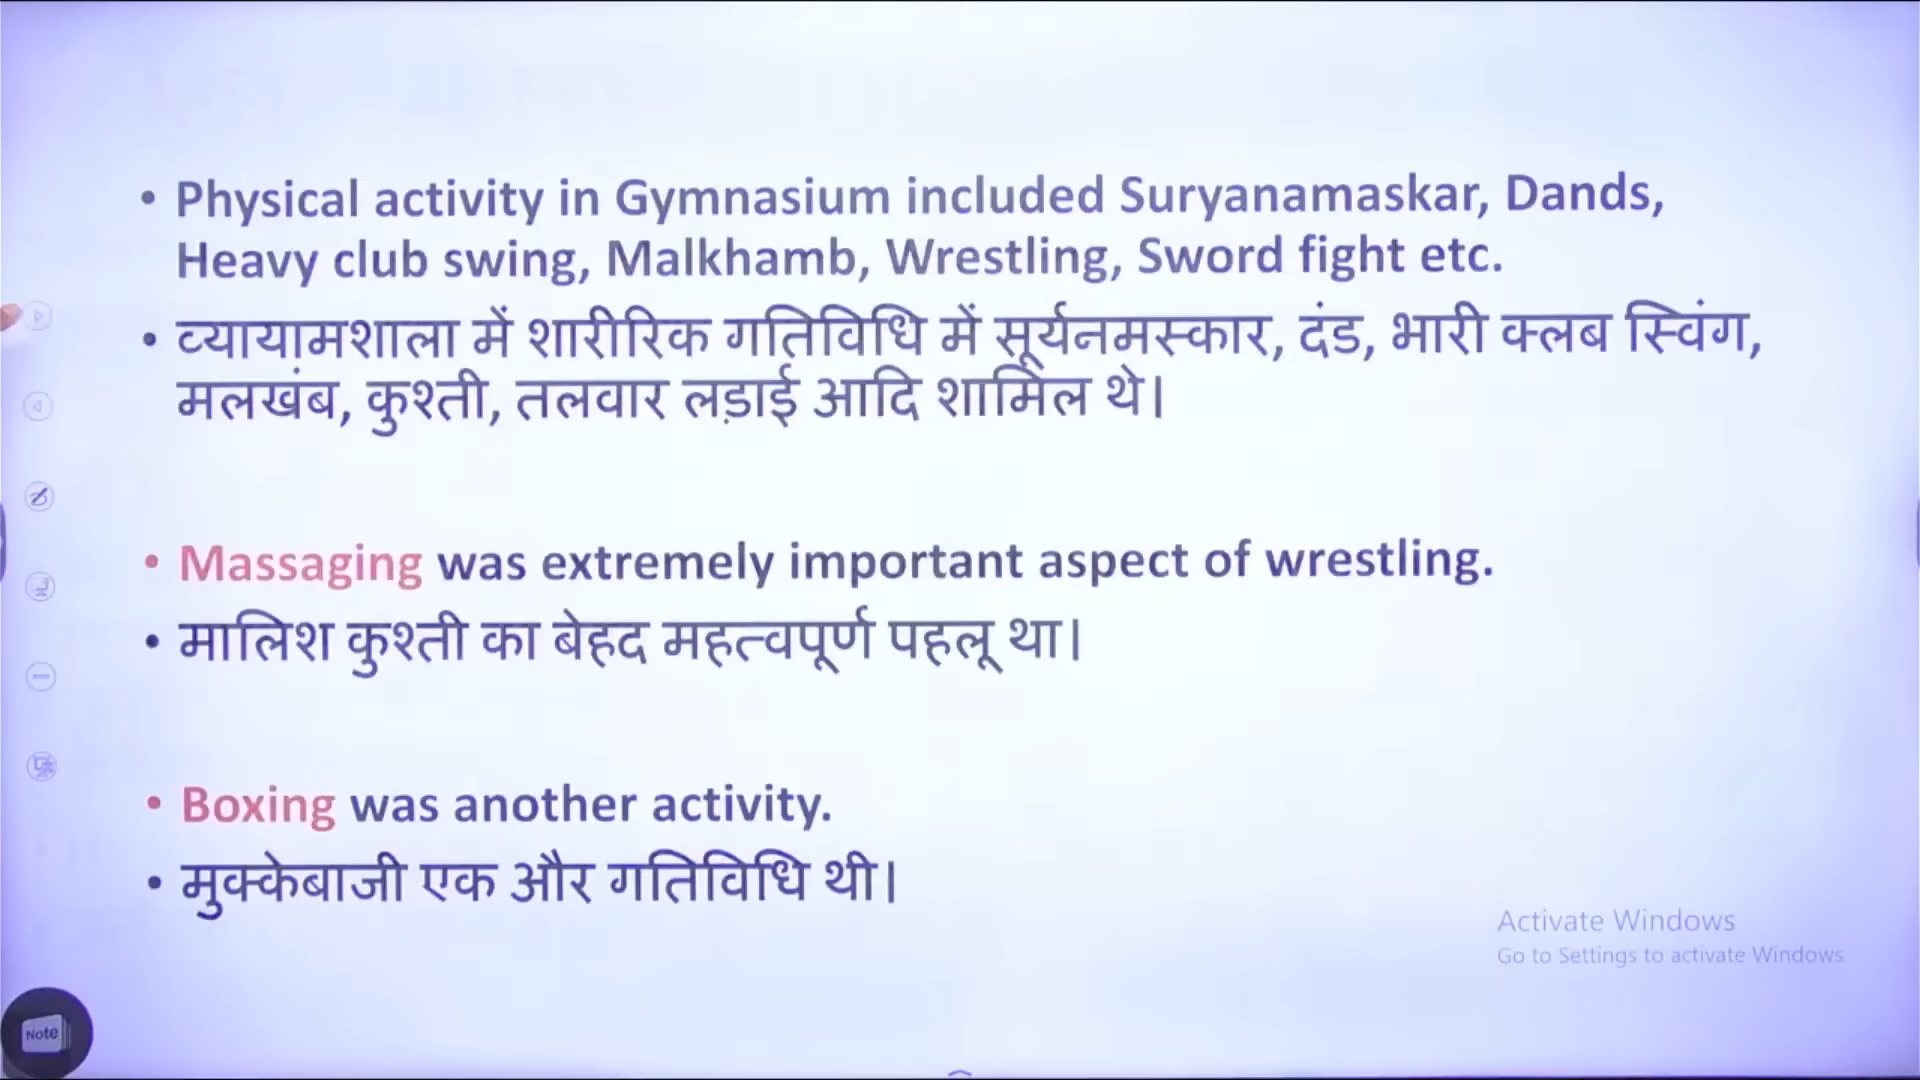 • Physical activity in Gymnasium included Suryanamaskar, Dands,
Heavy club swing, Malkhamb, Wrestling, Sword fight etc.
• व्यायामशाला में शारीरिक गतिविधि में सूर्यनमस्कार, दंड, भारी क्लब स्विंग,
मलखंब, कुश्ती, तलवार लड़ाई आदि शामिल थे।
• Massaging was extremely important aspect of wrestling.
• मालिश कुश्ती का बेहद महत्वपूर्ण पहलू था।
• Boxing was another activity.
• मुक्केबाजी एक और गतिविधि थी।
Activate Windows
Go to Settings to activate Windows.
Note